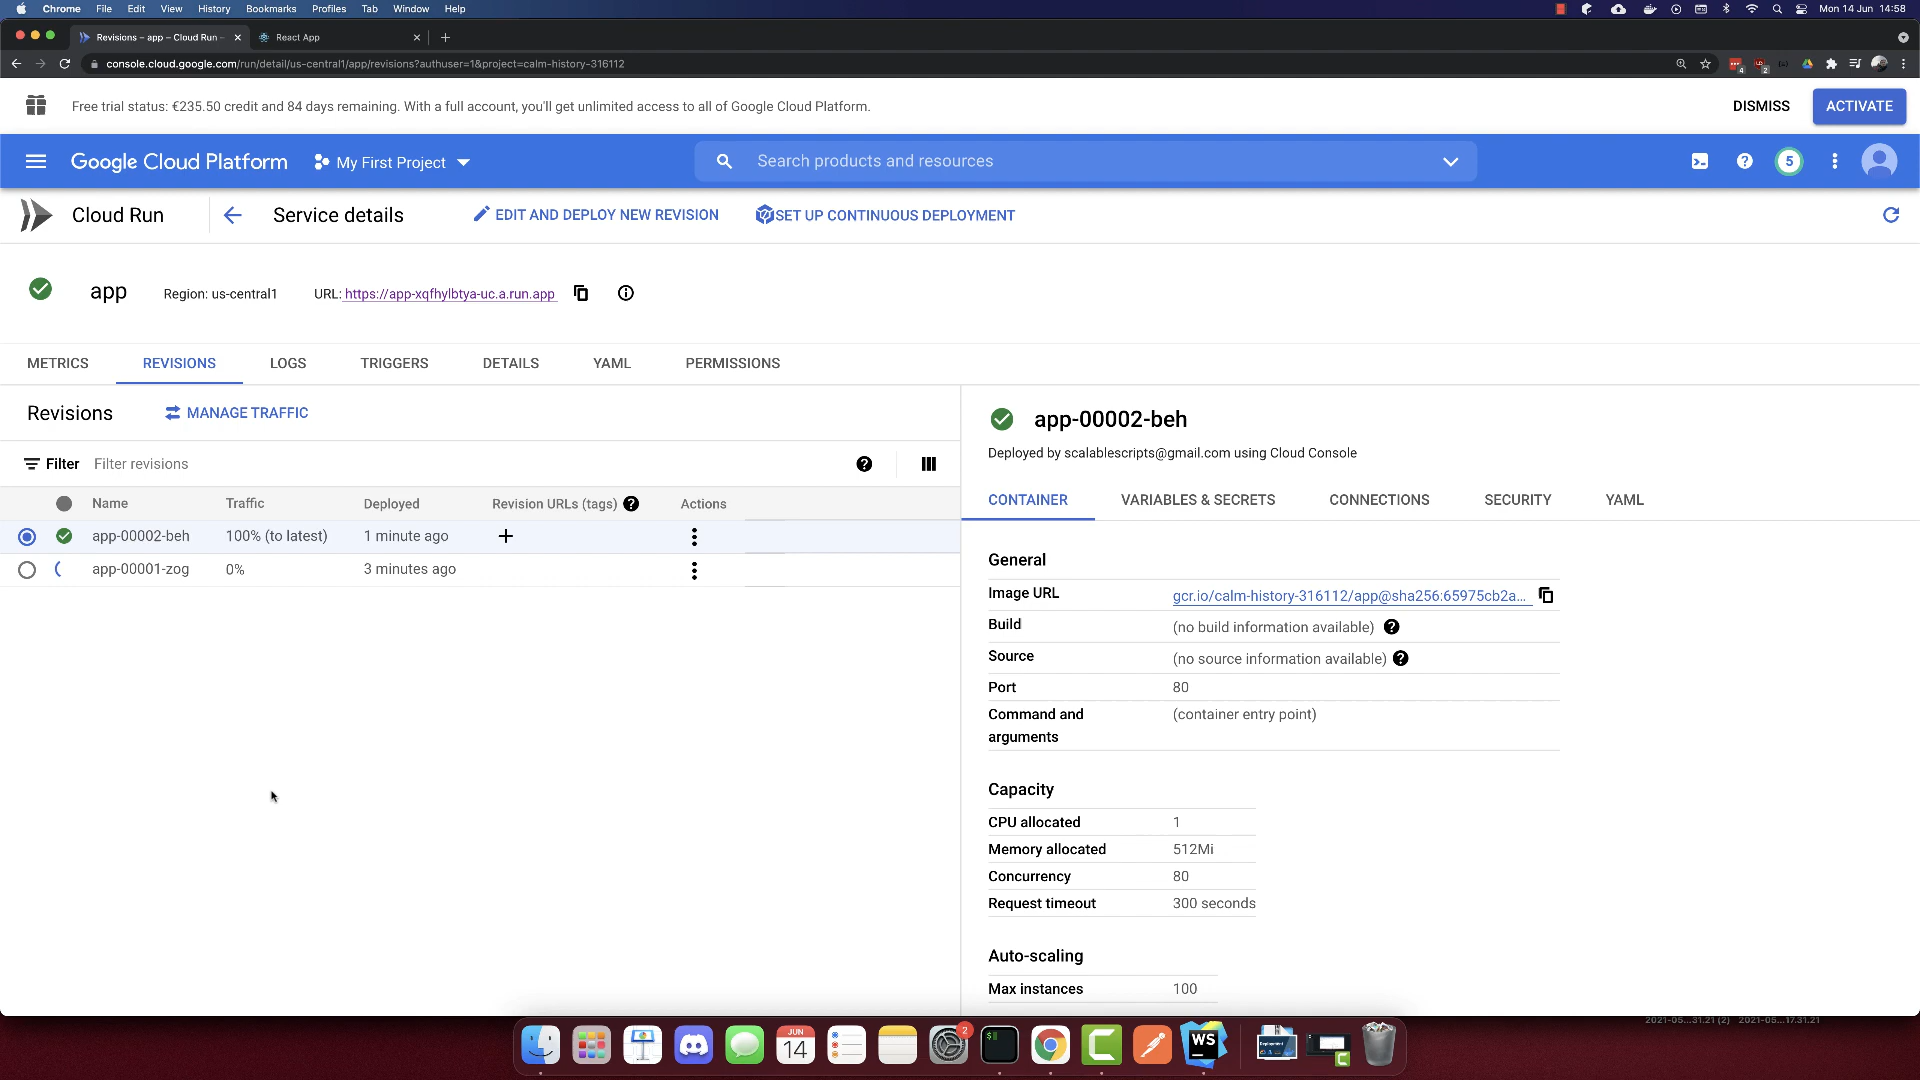 Chrome File Edit View History Bookmarks Profiles Tab Window Help Mon 14 Jun 14:58
Revisions – app – Cloud Run – React App
console.cloud.google.com/run/detail/us-central1/app/revisions?authuser=1&project=calm-history-316112
Free trial status: €235.50 credit and 84 days remaining. With a full account, you'll get unlimited access to all of Google Cloud Platform. DISMISS ACTIVATE
Google Cloud Platform My First Project Search products and resources 5
Cloud Run Service details EDIT AND DEPLOY NEW REVISION SET UP CONTINUOUS DEPLOYMENT
app Region: us-central1 URL: https://app-xqfhylbtya-uc.a.run.app
METRICS REVISIONS LOGS TRIGGERS DETAILS YAML PERMISSIONS
Revisions MANAGE TRAFFIC
Filter Filter revisions
Name Traffic Deployed Revision URLs (tags) Actions
app-00002-beh 100% (to latest) 1 minute ago
app-00001-zog 0% 3 minutes ago
app-00002-beh
Deployed by scalablescripts@gmail.com using Cloud Console
CONTAINER VARIABLES & SECRETS CONNECTIONS SECURITY YAML
General
Image URL gcr.io/calm-history-316112/app@sha256:65975cb2a...
Build (no build information available)
Source (no source information available)
Port 80
Command and (container entry point)
arguments
Capacity
CPU allocated 1
Memory allocated 512Mi
Concurrency 80
Request timeout 300 seconds
Auto-scaling
Max instances 100
2021-05...31.21 (2) 2021-05...17.31.21
JUN
14
2
WS